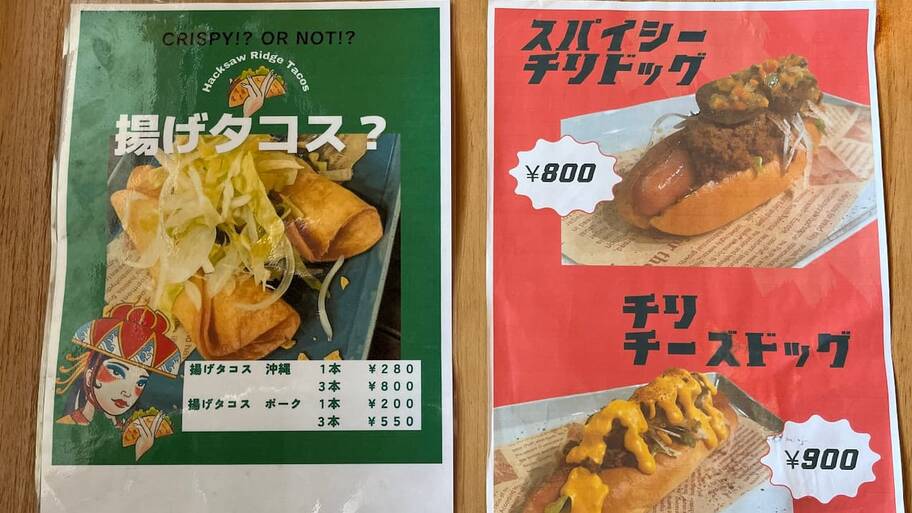 CRISPY!? OR NOT!?
Hacksaw Ridge Tacos
揚げタコス？
揚げタコス 沖縄 1本 ￥280
3本 ￥800
揚げタコス ポーク 1本 ￥200
3本 ￥550
スパイシー
チリドッグ
￥800
チリ
チーズドッグ
￥900